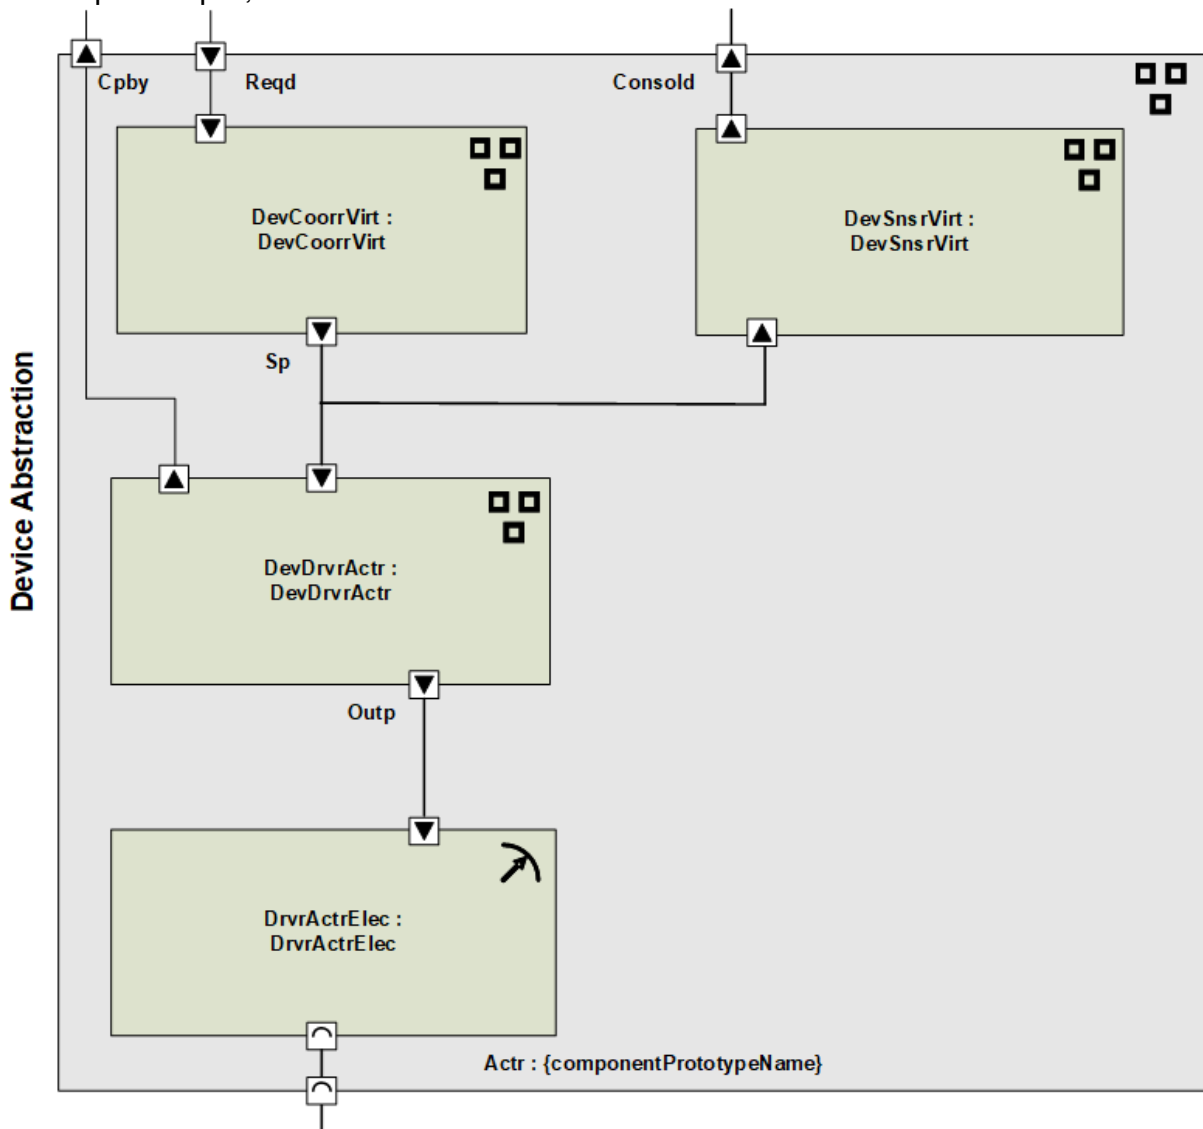 Cpby
Reqd
Consold
DevCoorrVirt :
DevCoorrVirt
DevSnsrVirt :
DevSnsrVirt
Sp
Device Abstraction
DevDrvrActr :
DevDrvrActr
Outp
DrvrActrElec :
DrvrActrElec
Actr : {componentPrototypeName}